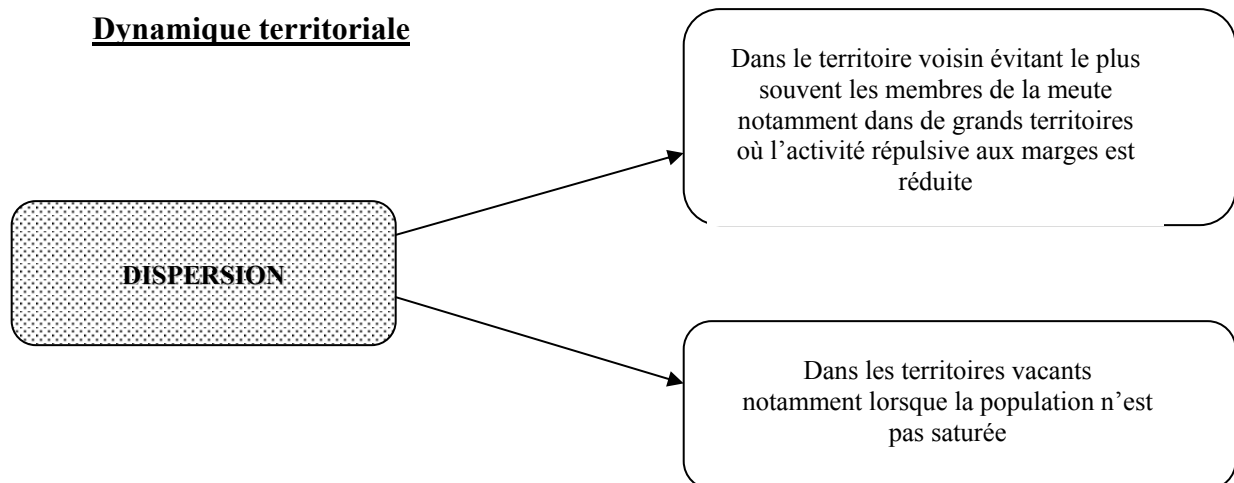 Dynamique territoriale
Dans le territoire voisin évitant le plus
souvent les membres de la meute
notamment dans de grands territoires
où l’activité répulsive aux marges est
réduite
DISPERSION
Dans les territoires vacants
notamment lorsque la population n’est
pas saturée